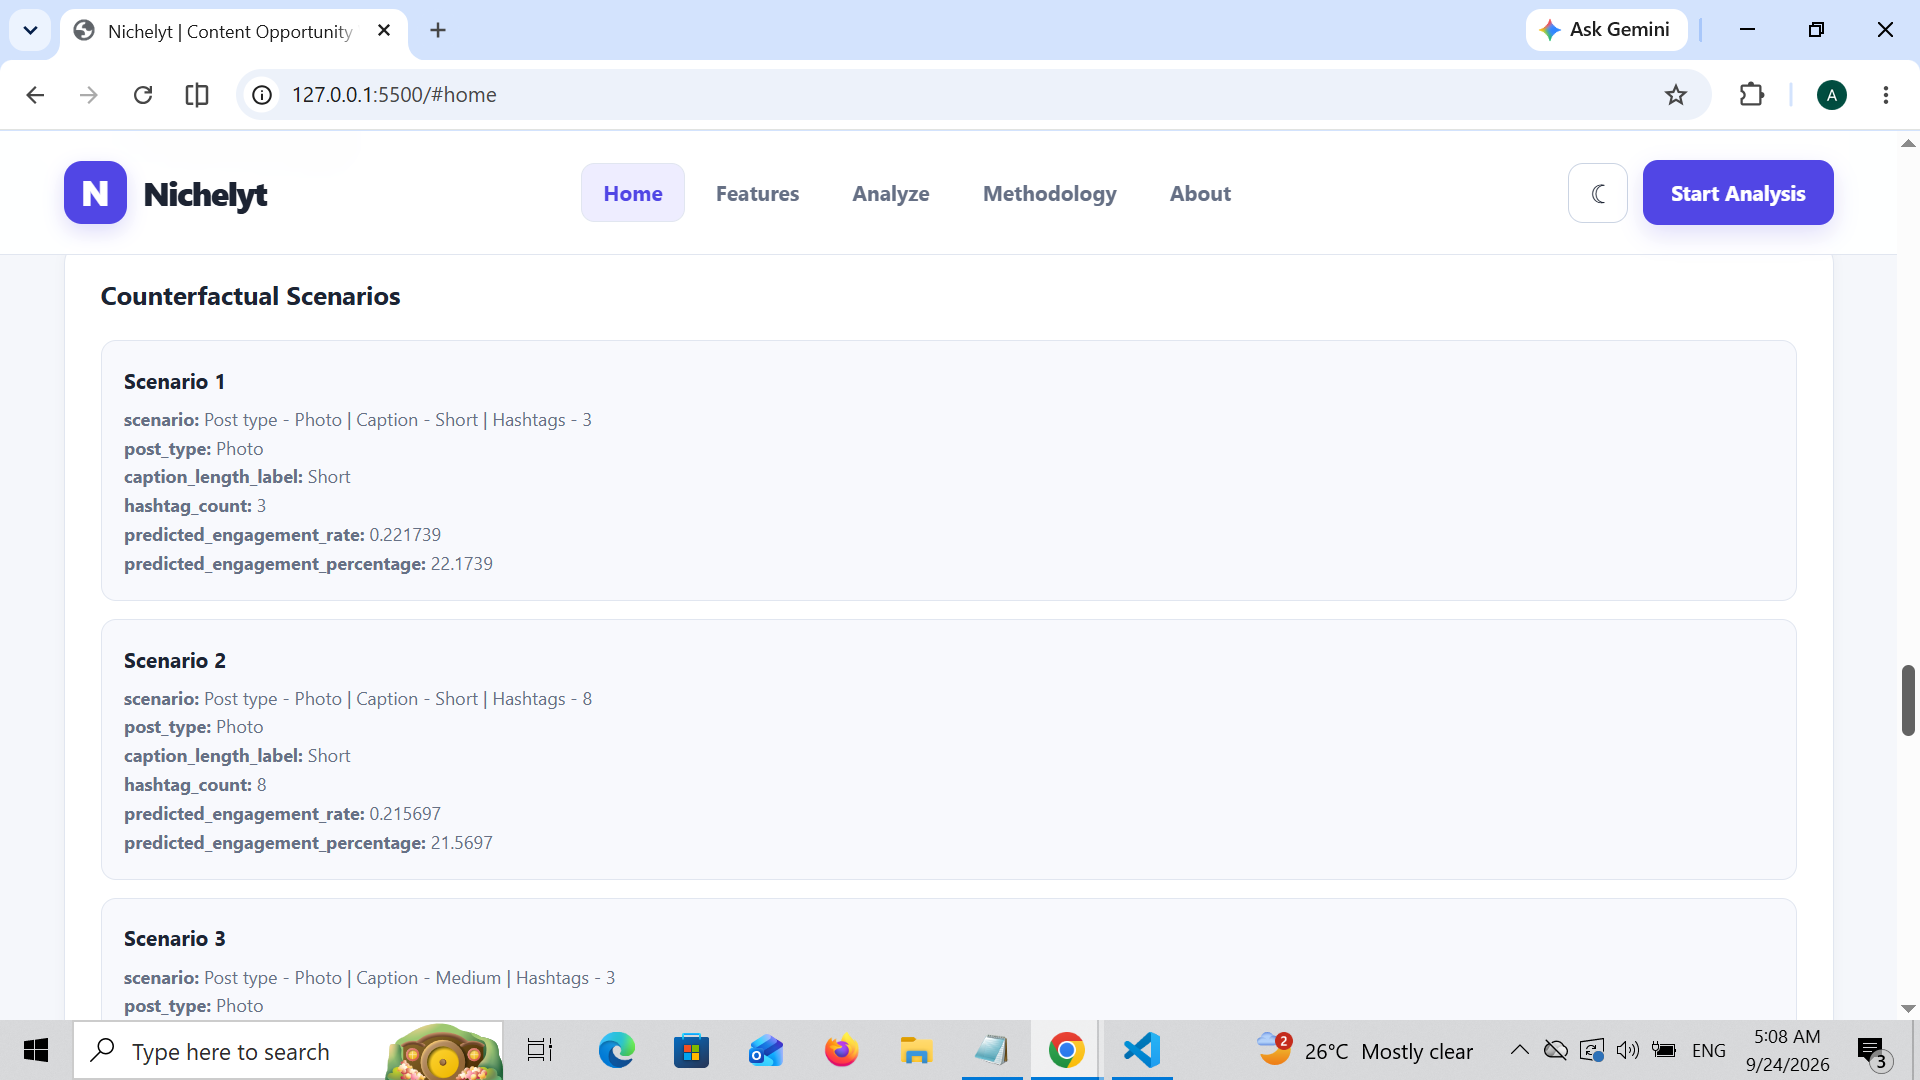 Nichelyt | Content Opportunity
Ask Gemini
127.0.0.1:5500/#home
A
N Nichelyt
Home
Features
Analyze
Methodology
About
Start Analysis
Counterfactual Scenarios
Scenario 1
scenario: Post type - Photo | Caption - Short | Hashtags - 3
post_type: Photo
caption_length_label: Short
hashtag_count: 3
predicted_engagement_rate: 0.221739
predicted_engagement_percentage: 22.1739
Scenario 2
scenario: Post type - Photo | Caption - Short | Hashtags - 8
post_type: Photo
caption_length_label: Short
hashtag_count: 8
predicted_engagement_rate: 0.215697
predicted_engagement_percentage: 21.5697
Scenario 3
scenario: Post type - Photo | Caption - Medium | Hashtags - 3
post_type: Photo
Type here to search
2
26°C Mostly clear
ENG
5:08 AM
9/24/2026
3